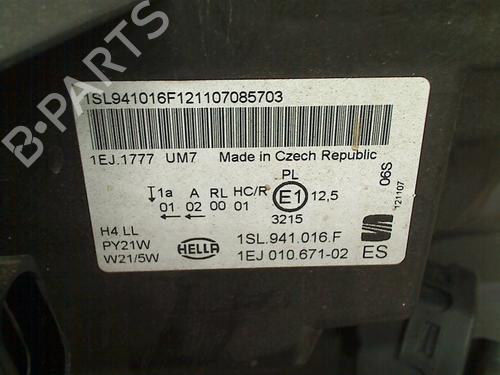 B-PARTS
1SL941016F121107085703
1EJ.1777 UM7 Made in Czech Republic
PL
1a A RL HC/R E1 12,5
01 02 00 01
3215
H4 LL
PY21W
W21/5W
HELLA
1SL.941.016.F
1EJ 010.671-02
ES
06S
121107